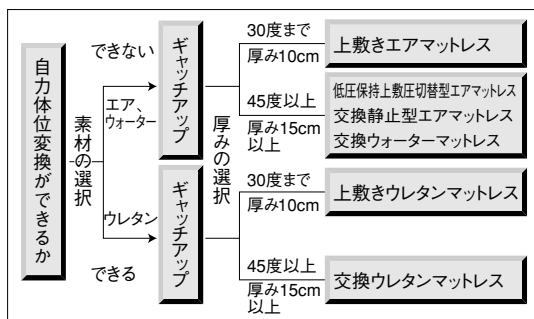 自力体位変換ができるか
素材の選択
できない
エア、
ウォーター
ウレタン
できる
ギャッチアップ
ギャッチアップ
厚みの選択
30度まで
厚み10cm
上敷きエアマットレス
45度以上
厚み15cm
以上
低圧保持上敷圧切替型エアマットレス
交換静止型エアマットレス
交換ウォーターマットレス
30度まで
厚み10cm
上敷きウレタンマットレス
45度以上
厚み15cm
以上
交換ウレタンマットレス